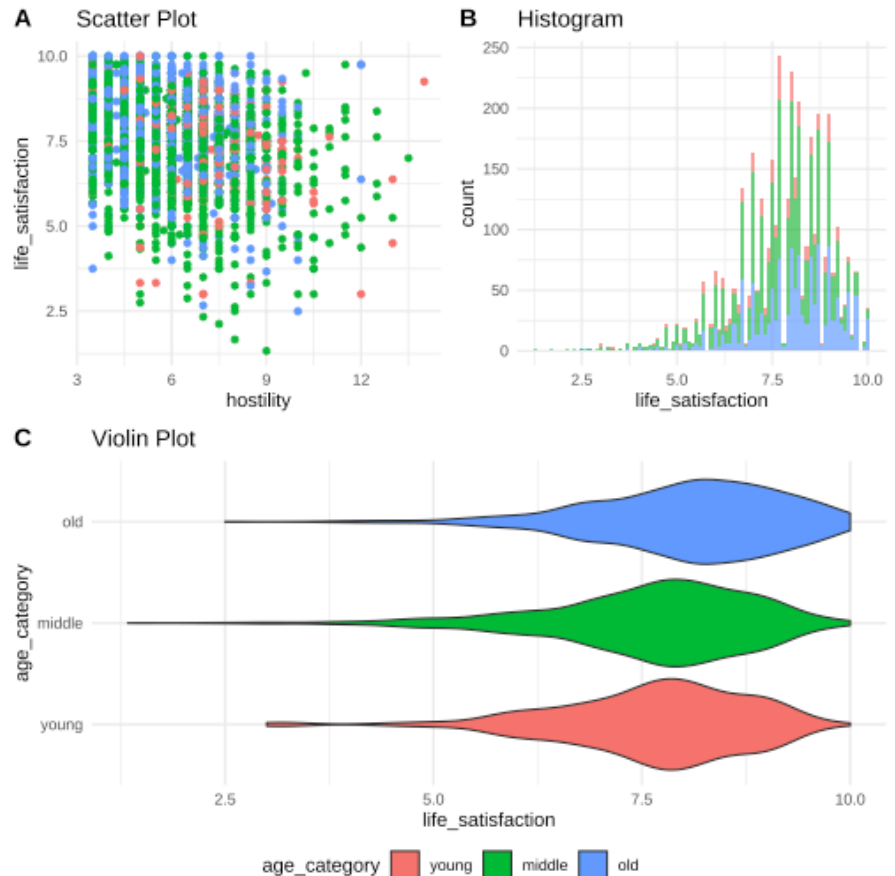 A Scatter Plot
10.0
7.5
5.0
2.5
life_satisfaction
3 6 9 12
hostility
B Histogram
250
200
150
100
50
0
count
2.5 5.0 7.5 10.0
life_satisfaction
C Violin Plot
old
middle
young
age_category
2.5 5.0 7.5 10.0
life_satisfaction
age_category young middle old